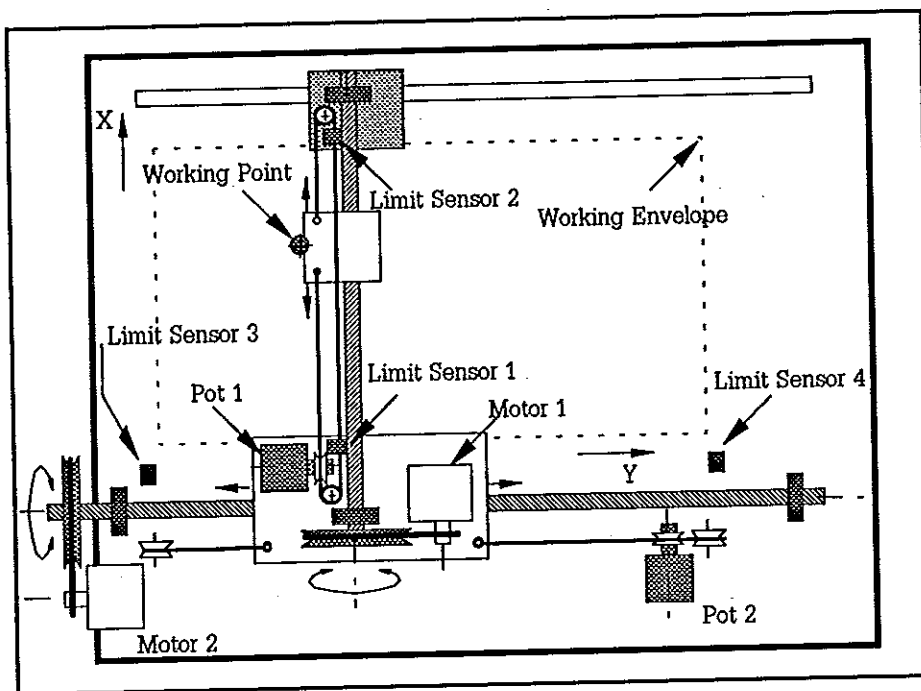 X
Working Point
Limit Sensor 2
Working Envelope
Limit Sensor 3
Pot 1
Limit Sensor 1
Motor 1
Limit Sensor 4
Y
Motor 2
Pot 2